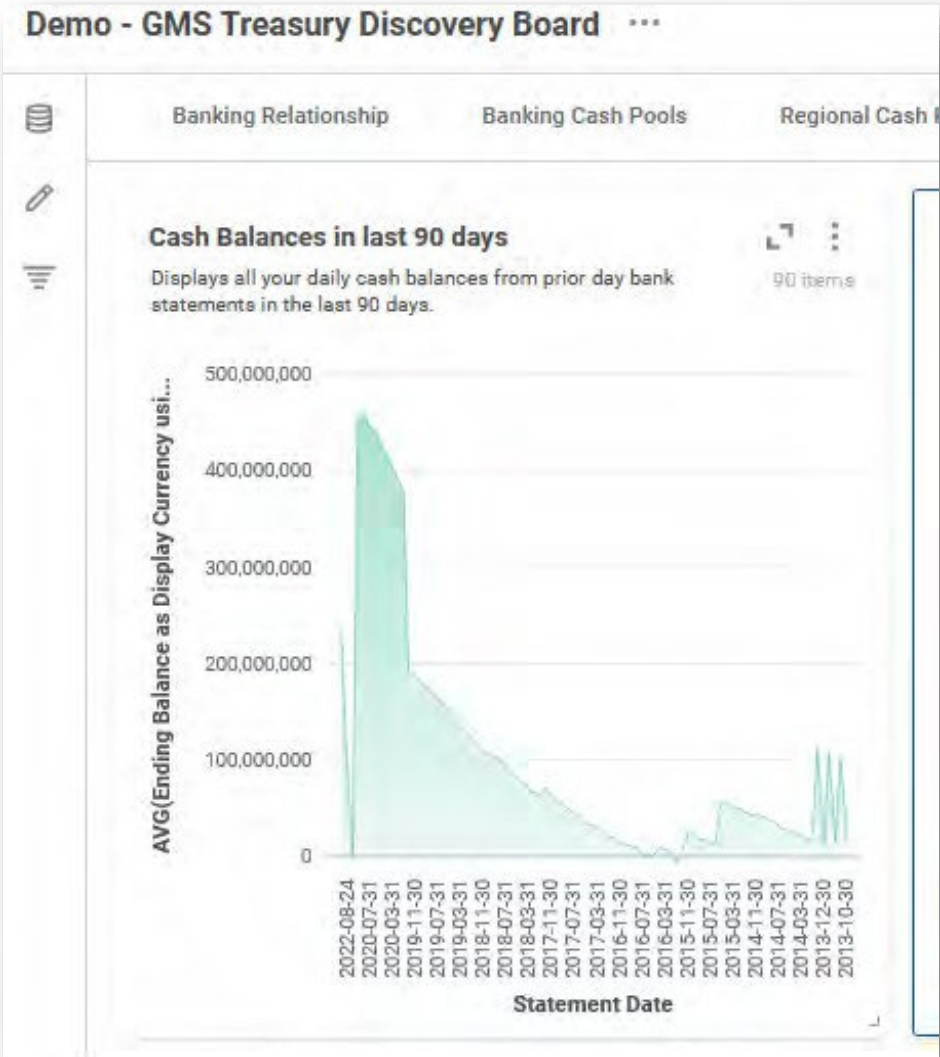 Demo - GMS Treasury Discovery Board ...
Banking Relationship
Banking Cash Pools
Regional Cash
Cash Balances in last 90 days
Displays all your daily cash balances from prior day bank
statements in the last 90 days.
90 items
AVG(Ending Balance as Display Currency usi...
500,000,000
400,000,000
300,000,000
200,000,000
100,000,000
0
2022-08-24
2020-07-31
2020-03-31
2019-11-30
2019-07-31
2019-03-31
2018-11-30
2018-07-31
2018-03-31
2017-11-30
2017-07-31
2017-03-31
2016-11-30
2016-07-31
2016-03-31
2015-11-30
2015-07-31
2015-03-31
2014-11-30
2014-07-31
2014-03-31
2013-12-30
2013-10-30
Statement Date